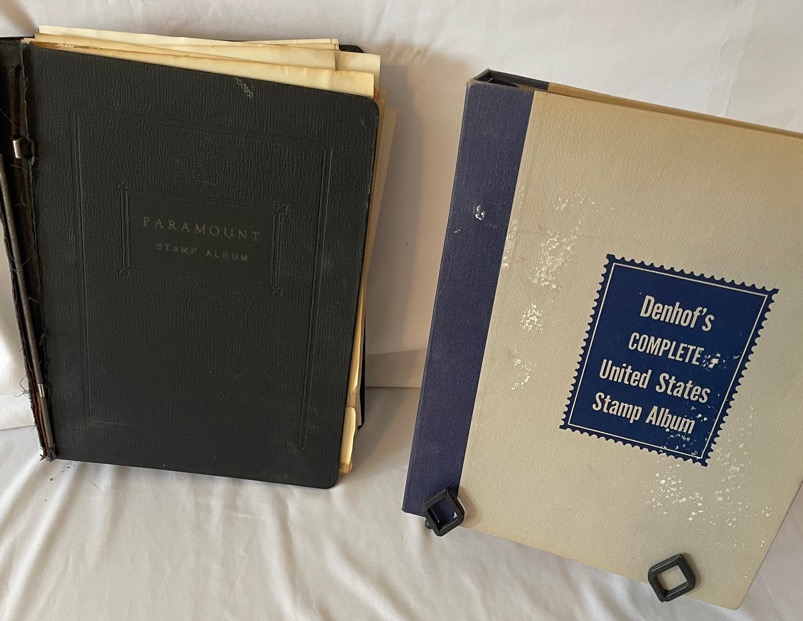 PARAMOUNT
STAMP ALBUM
Denhof's
COMPLETE
United States
Stamp Album